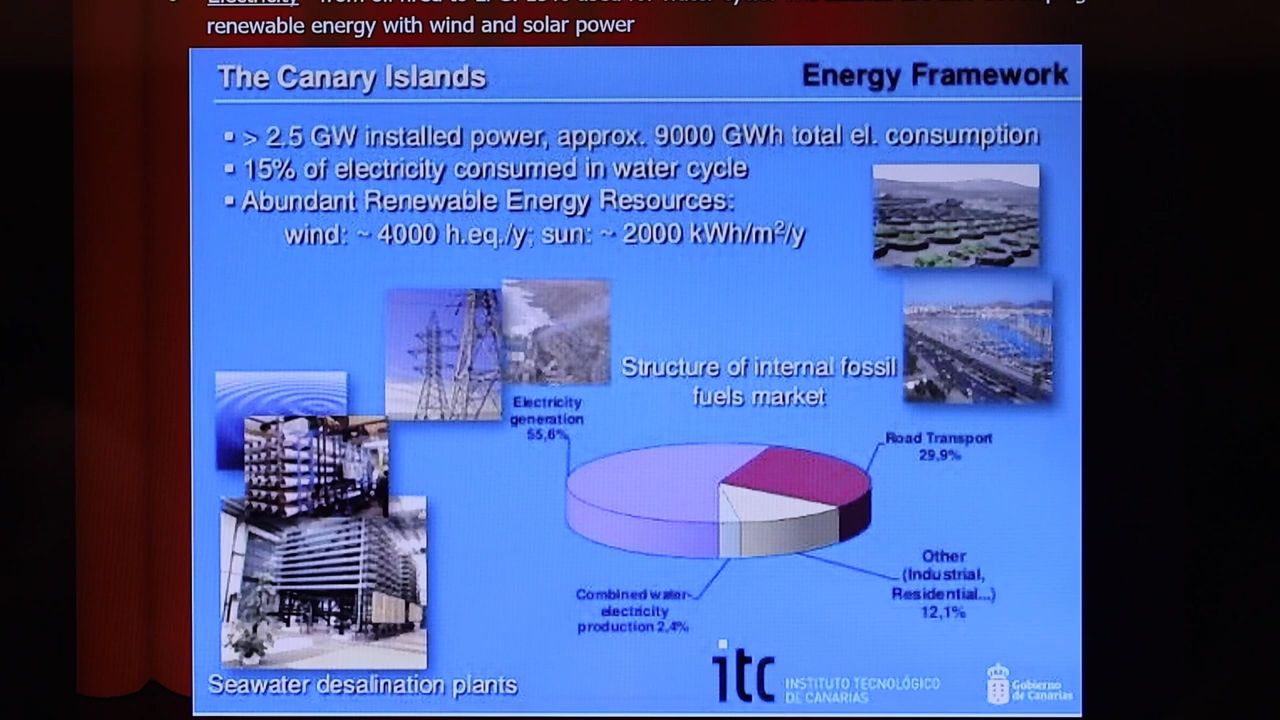 Electricity
renewable energy with wind and solar power
The Canary Islands
Energy Framework
▪ > 2.5 GW installed power, approx. 9000 GWh total el. consumption
▪ 15% of electricity consumed in water cycle
▪ Abundant Renewable Energy Resources:
wind: ~ 4000 h.eq./y; sun: ~ 2000 kWh/m²/y
Structure of internal fossil
fuels market
Electricity
generation
55,6%
Road Transport
29,9%
Other
(Industrial,
Residential...)
12,1%
Combined water-
electricity
production 2,4%
Seawater desalination plants
itc
INSTITUTO TECNOLÓGICO
DE CANARIAS
Gobierno
de Canarias